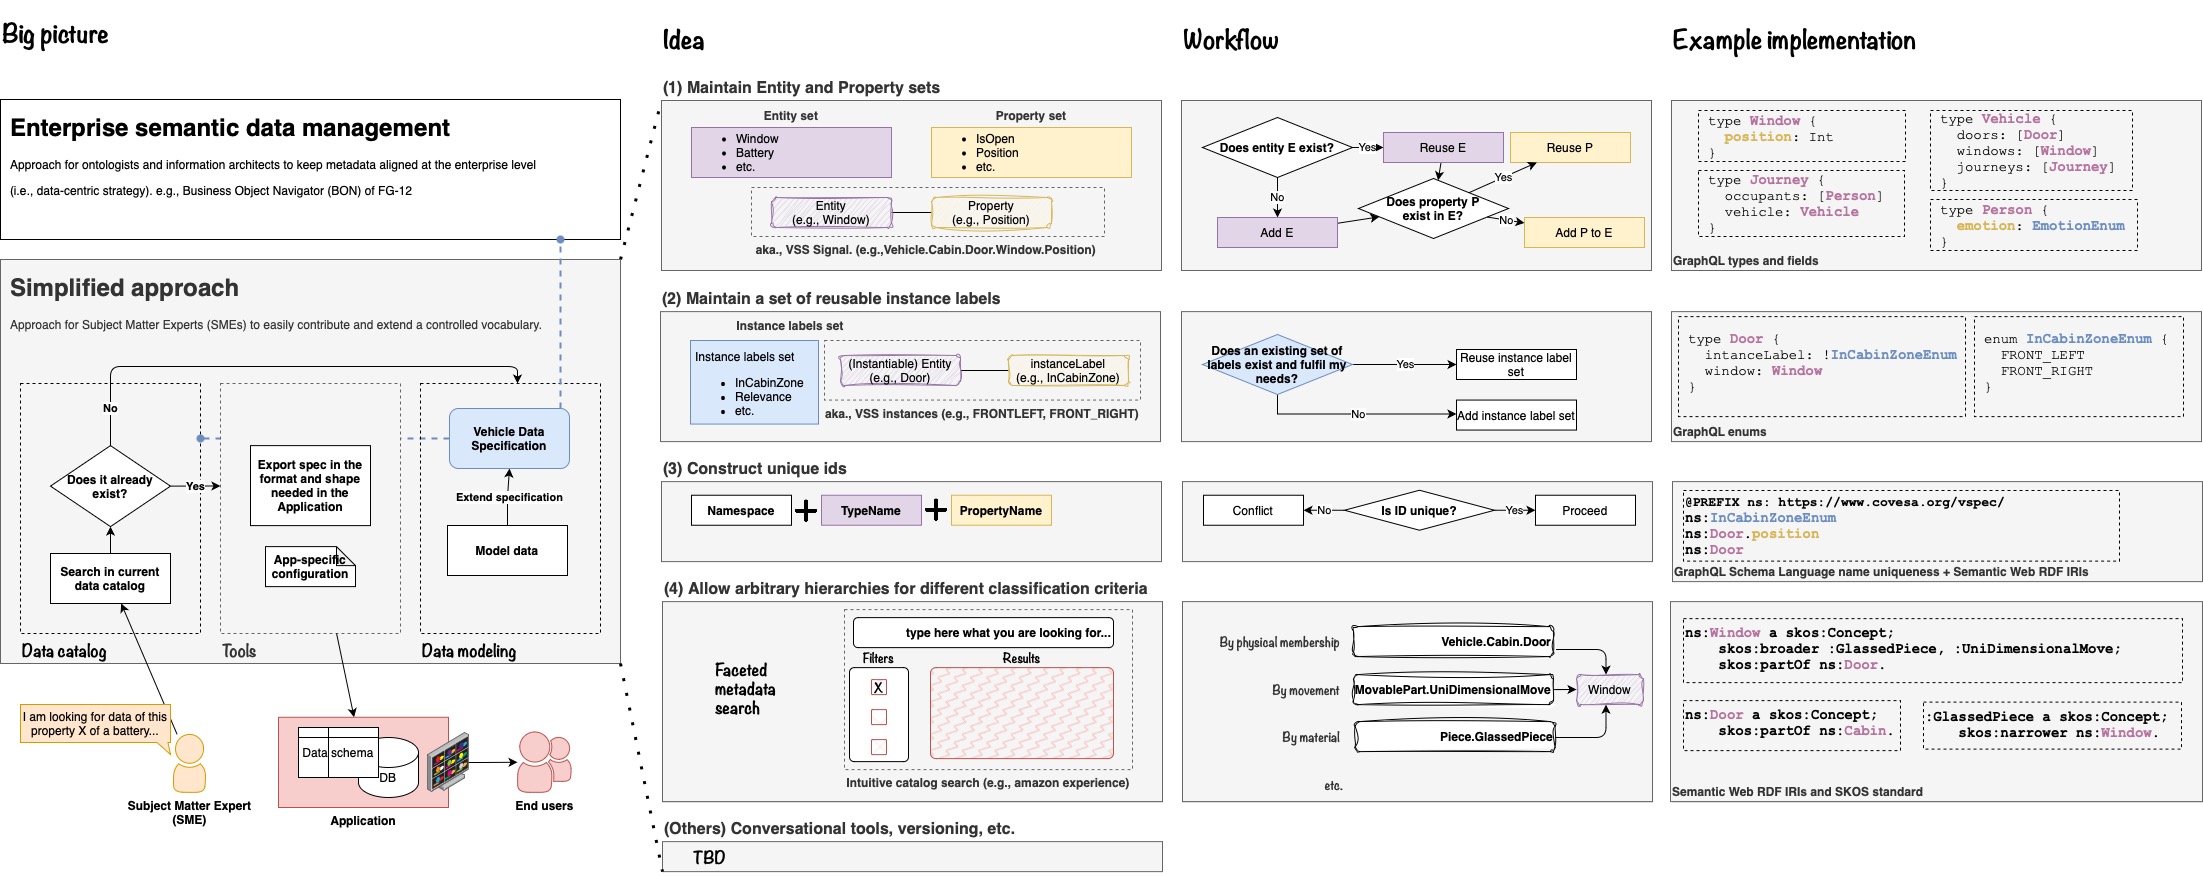 Big picture
Enterprise semantic data management
Approach for ontologists and information architects to keep metadata aligned at the enterprise level
(i.e., data-centric strategy). e.g., Business Object Navigator (BON) of FG-12
Simplified approach
Approach for Subject Matter Experts (SMEs) to easily contribute and extend a controlled vocabulary.
No
Does it already
exist?
Yes
Search in current
data catalog
Data catalog
Export spec in the
format and shape
needed in the
Application
App-specific
configuration
Tools
Vehicle Data
Specification
Extend specification
Model data
Data modeling
I am looking for data of this
property X of a battery...
Subject Matter Expert
(SME)
Data schema
DB
Application
End users
Idea
(1) Maintain Entity and Property sets
Entity set
• Window
• Battery
• etc.
Property set
• IsOpen
• Position
• etc.
Entity
(e.g., Window)
Property
(e.g., Position)
aka., VSS Signal. (e.g.,Vehicle.Cabin.Door.Window.Position)
(2) Maintain a set of reusable instance labels
Instance labels set
Instance labels set
• InCabinZone
• Relevance
• etc.
(Instantiable) Entity
(e.g., Door)
instanceLabel
(e.g., InCabinZone)
aka., VSS instances (e.g., FRONTLEFT, FRONT_RIGHT)
(3) Construct unique ids
Namespace
TypeName
PropertyName
(4) Allow arbitrary hierarchies for different classification criteria
Faceted
metadata
search
type here what you are looking for...
Filters
Results
X
Intuitive catalog search (e.g., amazon experience)
(Others) Conversational tools, versioning, etc.
TBD
Workflow
Does entity E exist?
Yes
Reuse E
Reuse P
No
Yes
Does property P
exist in E?
No
Add E
Add P to E
Does an existing set of
labels exist and fulfil my
needs?
Yes
Reuse instance label
set
No
Add instance label set
Conflict
No
Is ID unique?
Yes
Proceed
By physical membership
Vehicle.Cabin.Door
By movement
MovablePart.UniDimensionalMove
Window
By material
Piece.GlassedPiece
etc.
Example implementation
type Window {
position: Int
}
type Journey {
occupants: [Person]
vehicle: Vehicle
}
type Vehicle {
doors: [Door]
windows: [Window]
journeys: [Journey]
}
type Person {
emotion: EmotionEnum
}
GraphQL types and fields
type Door {
intanceLabel: !InCabinZoneEnum
window: Window
}
enum InCabinZoneEnum {
FRONT_LEFT
FRONT_RIGHT
}
GraphQL enums
@PREFIX ns: https://www.covesa.org/vspec/
ns:InCabinZoneEnum
ns:Door.position
ns:Door
GraphQL Schema Language name uniqueness + Semantic Web RDF IRIs
ns:Window a skos:Concept;
skos:broader :GlassedPiece, :UniDimensionalMove;
skos:partOf ns:Door.
ns:Door a skos:Concept;
skos:partOf ns:Cabin.
:GlassedPiece a skos:Concept;
skos:narrower ns:Window.
Semantic Web RDF IRIs and SKOS standard